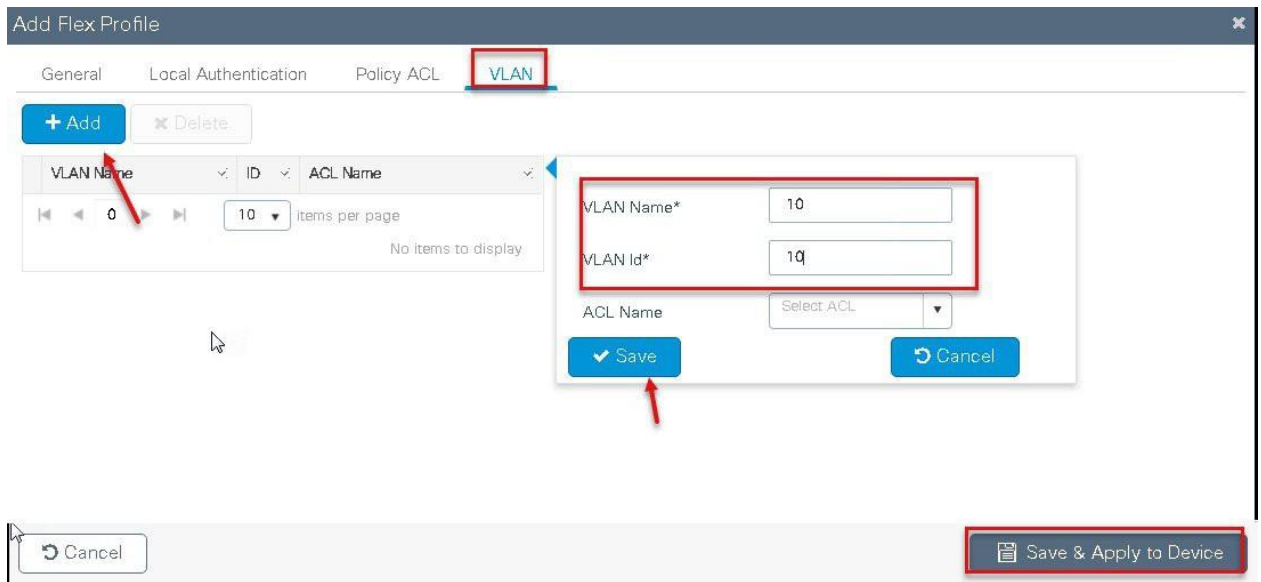 Add Flex Profile
General Local Authentication Policy ACL VLAN
Add Delete
VLAN Name ID ACL Name
0 10 items per page
No items to display
VLAN Name* 10
VLAN Id* 10
ACL Name Select ACL
Save Cancel
Cancel Save & Apply to Device